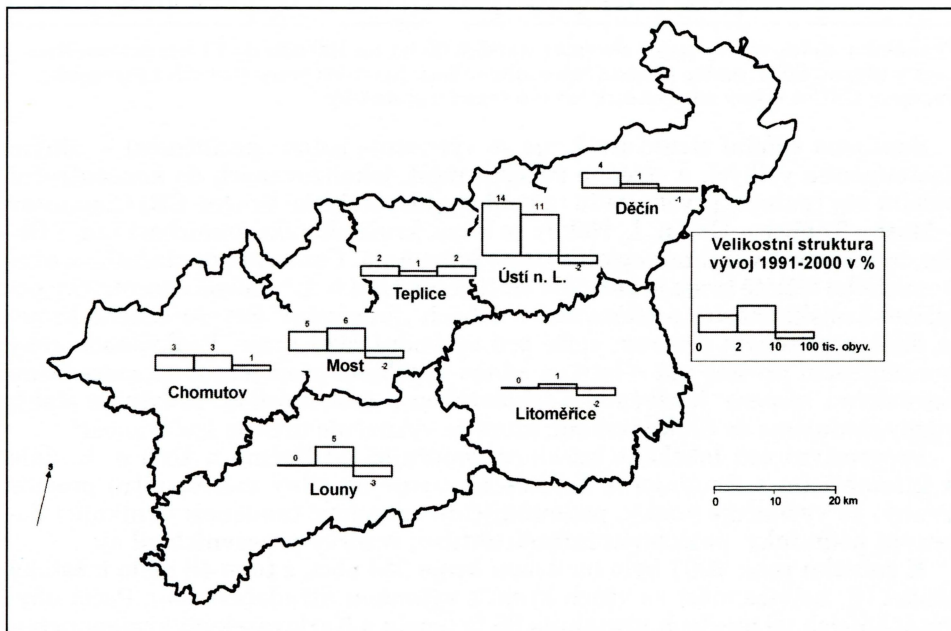 4
1
-1
Děčín
14
11
-2
Ústí n. L.
Velikostní struktura
vývoj 1991-2000 v %
0 2 10 100 tis. obyv.
2 1 2
Teplice
5 6
-2
Most
3 3 1
Chomutov
0 1
-2
Litoměřice
0 5
-3
Louny
S
0 10 20 km